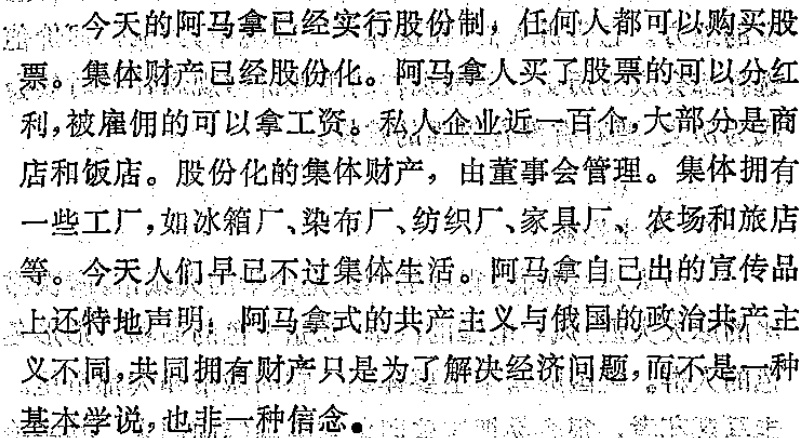 今天的阿马拿已经实行股份制，任何人都可以购买股
票。集体财产已经股份化。阿马拿人买了股票的可以分红
利，被雇佣的可以拿工资。私人企业近一百个，大部分是商
店和饭店。股份化的集体财产，由董事会管理。集体拥有
一些工厂，如冰箱厂、染布厂、纺织厂、家具厂、农场和旅店
等。今天人们早已不过集体生活。阿马拿自己出的宣传品
上还特地声明：阿马拿式的共产主义与俄国的政治共产主
义不同，共同拥有财产只是为了解决经济问题，而不是一种
基本学说，也非一种信念。